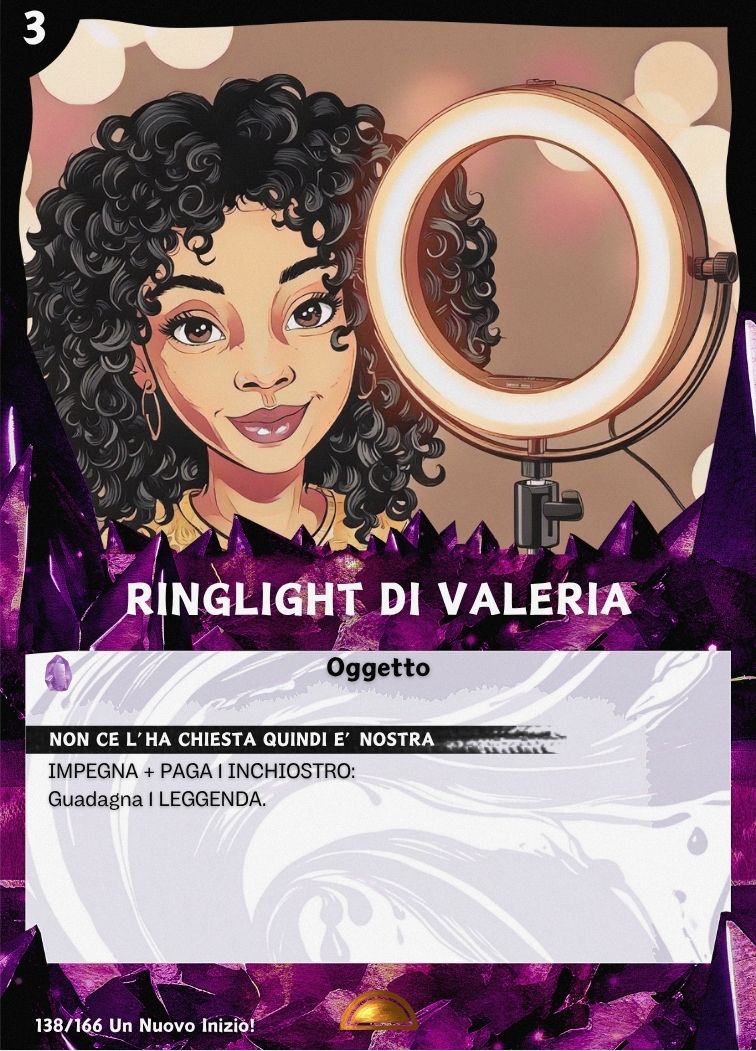 3
RINGLIGHT DI VALERIA
Oggetto
NON CE L'HA CHIESTA QUINDI E' NOSTRA
IMPEGNA + PAGA I INCHIOSTRO:
Guadagna I LEGGENDA.
138/166 Un Nuovo Inizio!